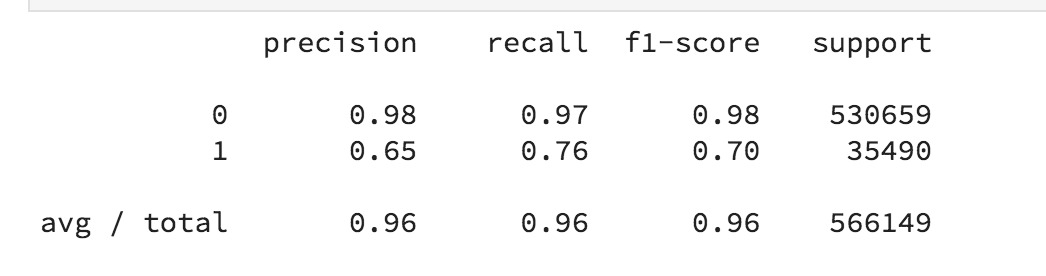 precision recall f1-score support
0 0.98 0.97 0.98 530659
1 0.65 0.76 0.70 35490
avg / total 0.96 0.96 0.96 566149